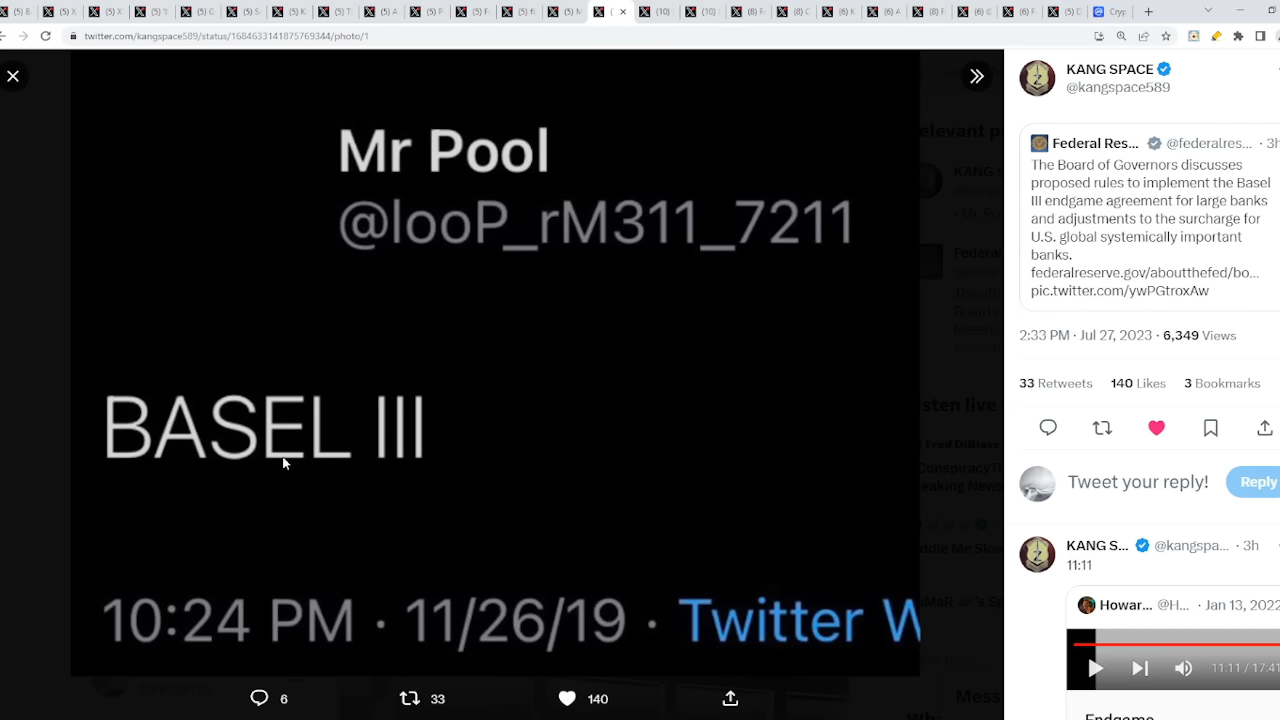 twitter.com/kangspace589/status/1684633141875769344/photo/1
Mr Pool
@looP_rM311_7211
BASEL III
10:24 PM · 11/26/19 · Twitter W
6
33
140
KANG SPACE
@kangspace589
Federal Res... @federalres... · 3h
The Board of Governors discusses
proposed rules to implement the Basel
III endgame agreement for large banks
and adjustments to the surcharge for
U.S. global systemically important
banks.
federalreserve.gov/aboutthefed/bo...
pic.twitter.com/ywPGtroxAw
2:33 PM · Jul 27, 2023 · 6,349 Views
33 Retweets 140 Likes 3 Bookmarks
Tweet your reply!
Reply
KANG S... @kangspa... · 3h
11:11
Howar... @H... · Jan 13, 2022
11:11 / 17:41
Endgame